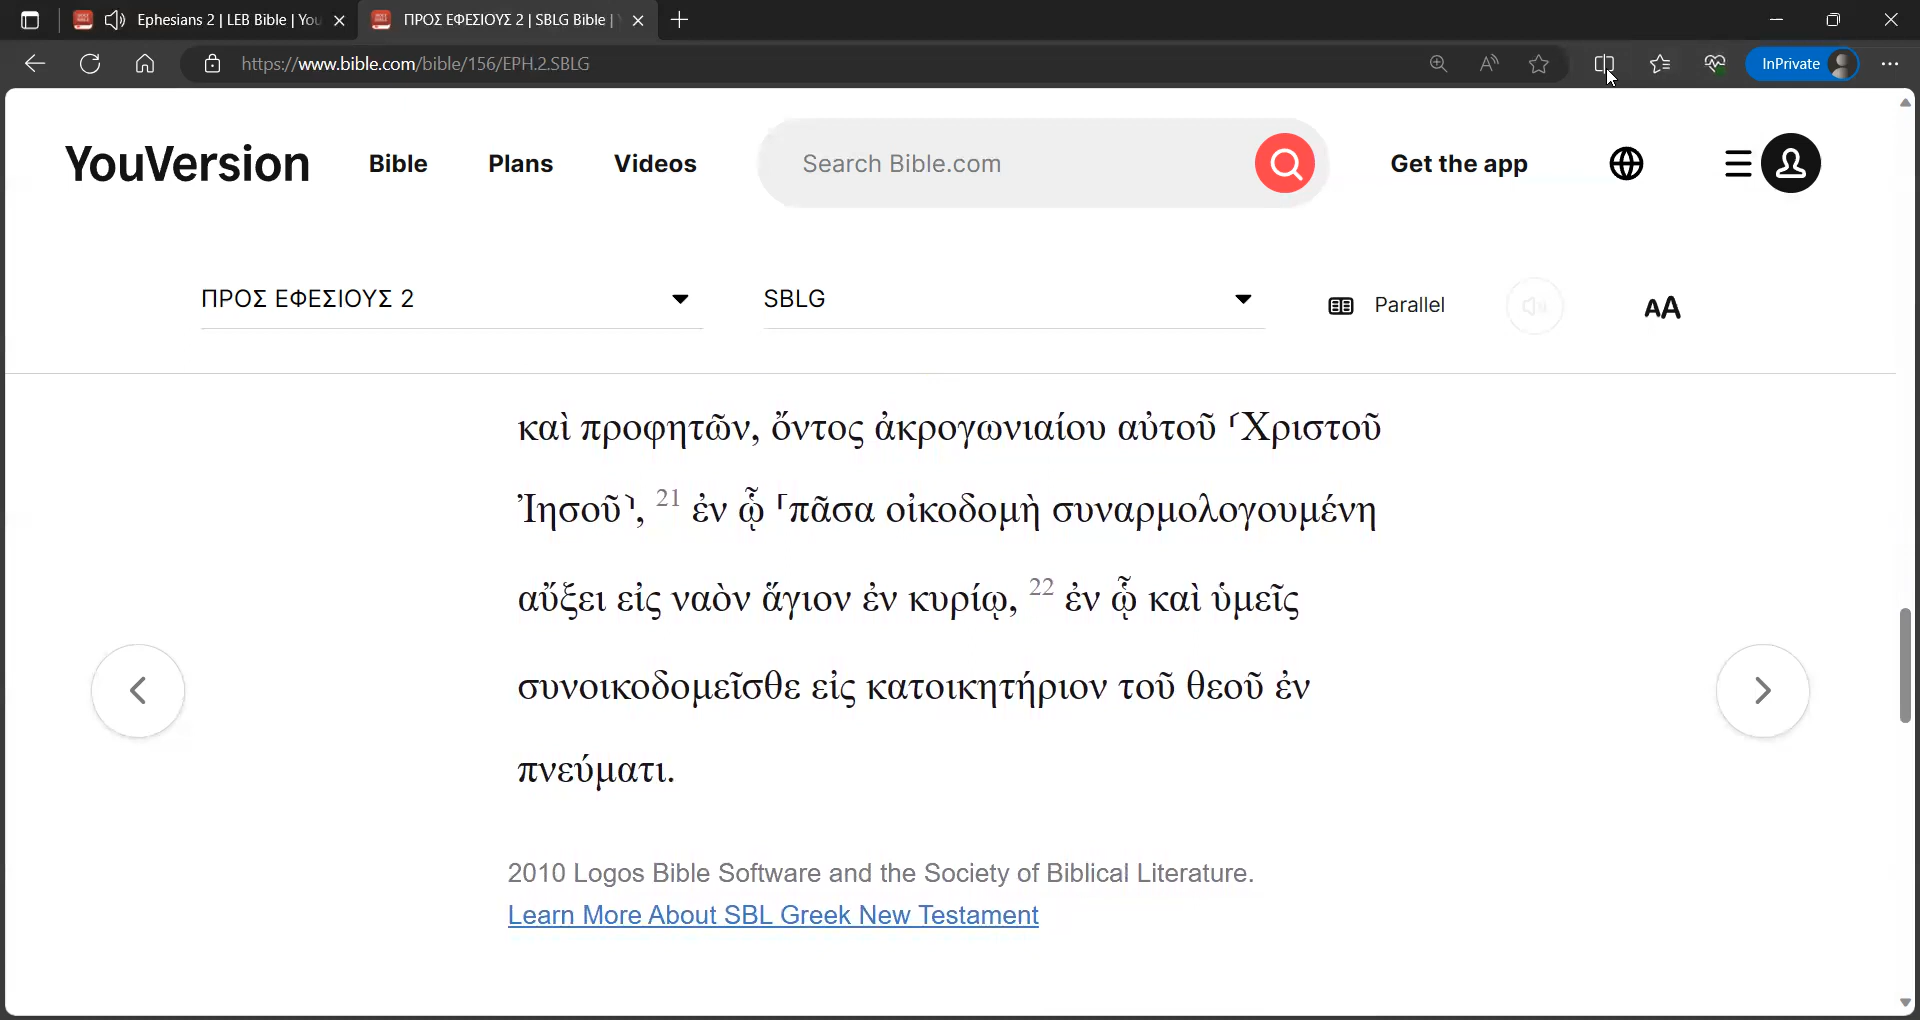 Ephesians 2 | LEB Bible | You
ΠΡΟΣ ΕΦΕΣΙΟΥΣ 2 | SBLG Bible |
https://www.bible.com/bible/156/EPH.2.SBLG
InPrivate
YouVersion
Bible
Plans
Videos
Search Bible.com
Get the app
ΠΡΟΣ ΕΦΕΣΙΟΥΣ 2
SBLG
Parallel
AA
καὶ προφητῶν, ὄντος ἀκρογωνιαίου αὐτοῦ ⸂Χριστοῦ
Ἰησοῦ⸃, 21 ἐν ᾧ ⸀πᾶσα οἰκοδομὴ συναρμολογουμένη
αὔξει εἰς ναὸν ἅγιον ἐν κυρίῳ, 22 ἐν ᾧ καὶ ὑμεῖς
συνοικοδομεῖσθε εἰς κατοικητήριον τοῦ θεοῦ ἐν
πνεύματι.
2010 Logos Bible Software and the Society of Biblical Literature.
Learn More About SBL Greek New Testament